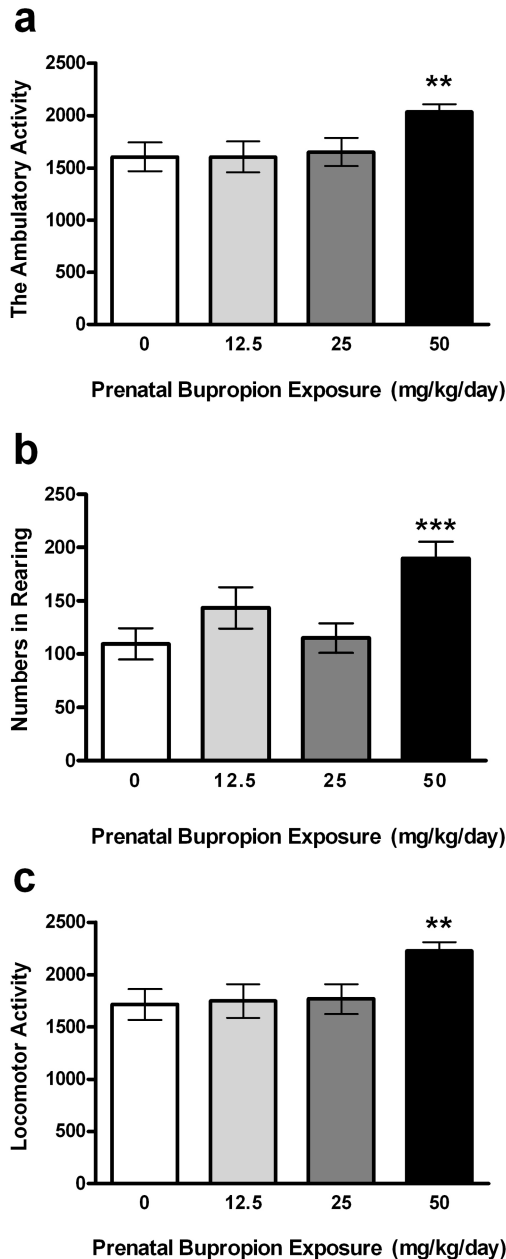 a
The Ambulatory Activity
2500
2000
1500
1000
500
0
**
0 12.5 25 50
Prenatal Bupropion Exposure (mg/kg/day)
b
Numbers in Rearing
250
200
150
100
50
0
***
0 12.5 25 50
Prenatal Bupropion Exposure (mg/kg/day)
c
Locomotor Activity
2500
2000
1500
1000
500
0
**
0 12.5 25 50
Prenatal Bupropion Exposure (mg/kg/day)